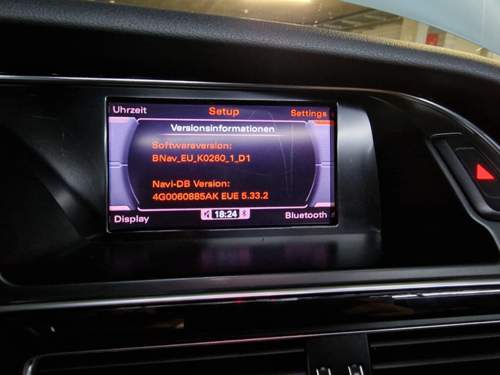 Uhrzeit Setup Settings
Versionsinformationen
Softwareversion:
BNav_EU_K0260_1_D1
Navi-DB Version:
4G0060885AK EUE 5.33.2
Display 18:24 Bluetooth